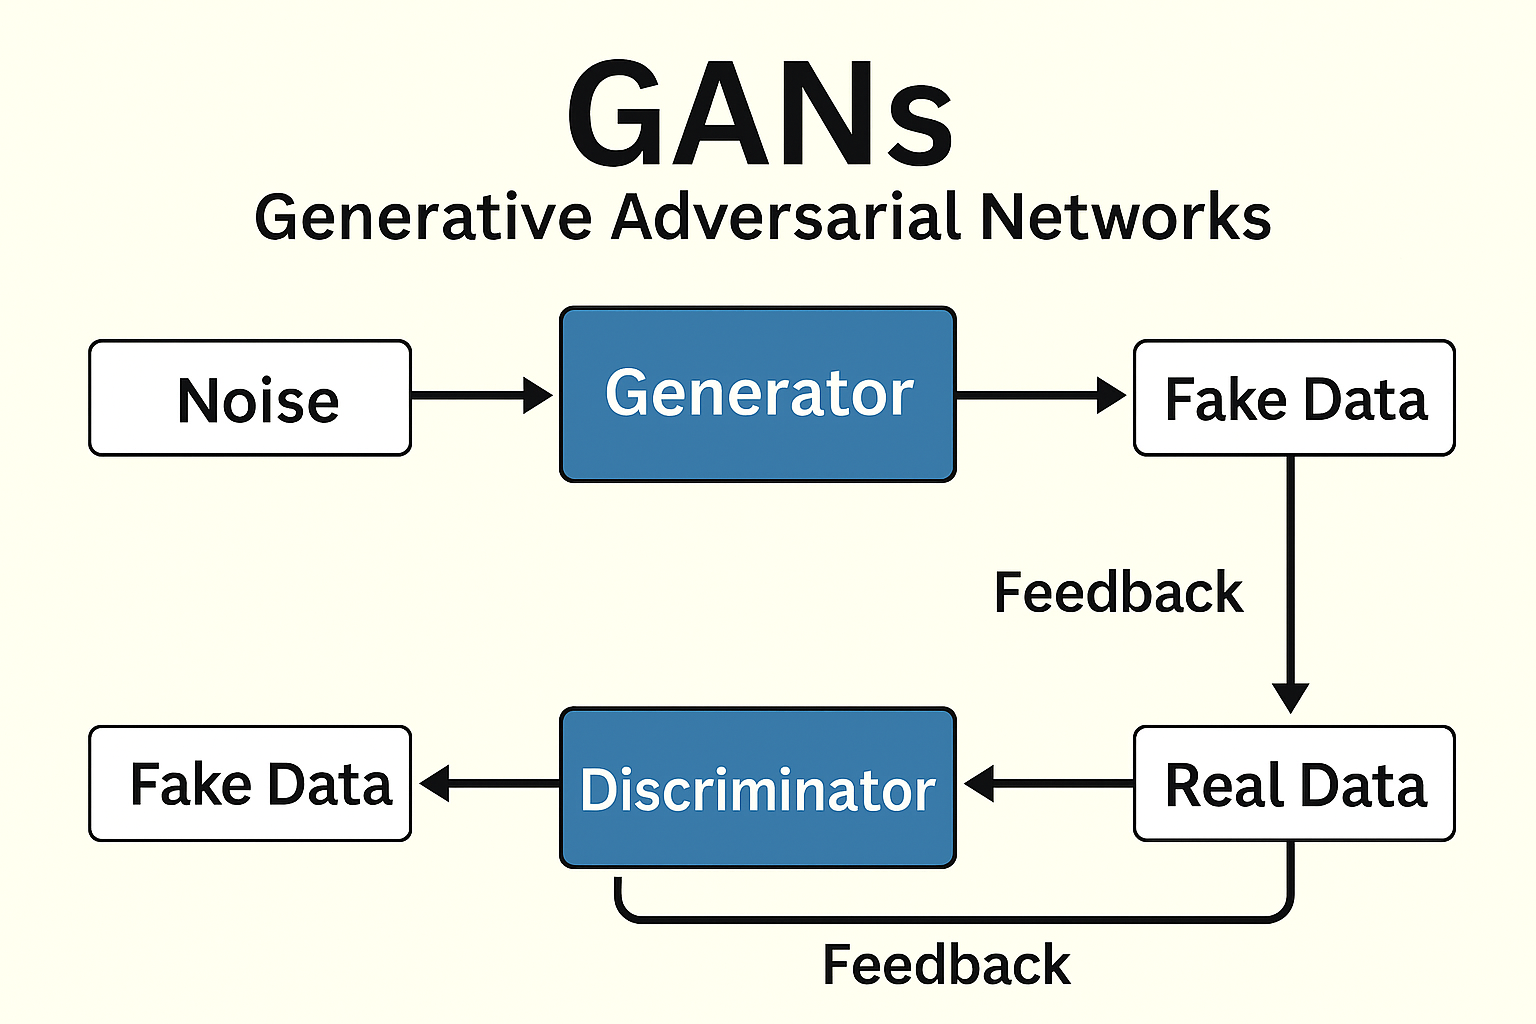 GANs
Generative Adversarial Networks
Noise
Generator
Fake Data
Feedback
Fake Data
Discriminator
Real Data
Feedback